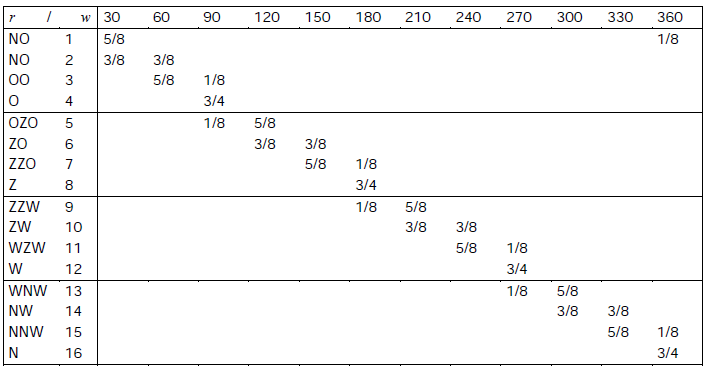 r / w 30 60 90 120 150 180 210 240 270 300 330 360
NO 1 5/8 1/8
NO 2 3/8 3/8
OO 3 5/8 1/8
O 4 3/4
OZO 5 1/8 5/8
ZO 6 3/8 3/8
ZZO 7 5/8 1/8
Z 8 3/4
ZZW 9 1/8 5/8
ZW 10 3/8 3/8
WZW 11 5/8 1/8
W 12 3/4
WNW 13 1/8 5/8
NW 14 3/8 3/8
NNW 15 5/8 1/8
N 16 3/4